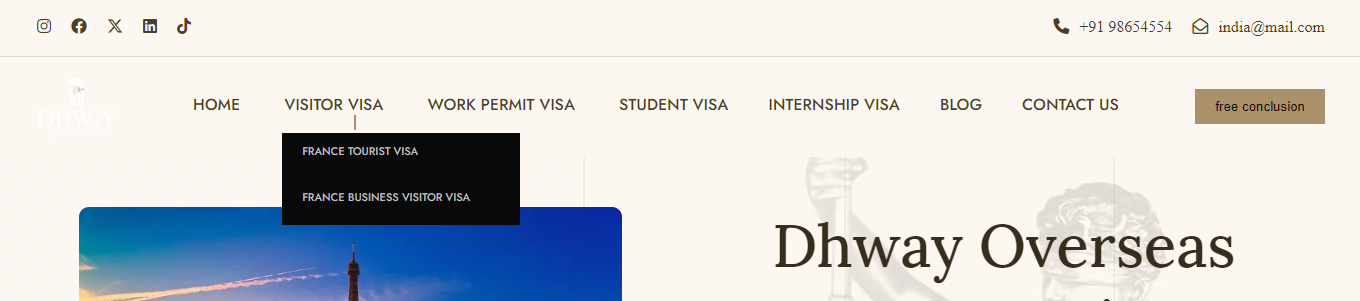 +91 98654554 india@mail.com
DHWAY
HOME VISITOR VISA WORK PERMIT VISA STUDENT VISA INTERNSHIP VISA BLOG CONTACT US free conclusion
FRANCE TOURIST VISA
FRANCE BUSINESS VISITOR VISA
Dhway Overseas